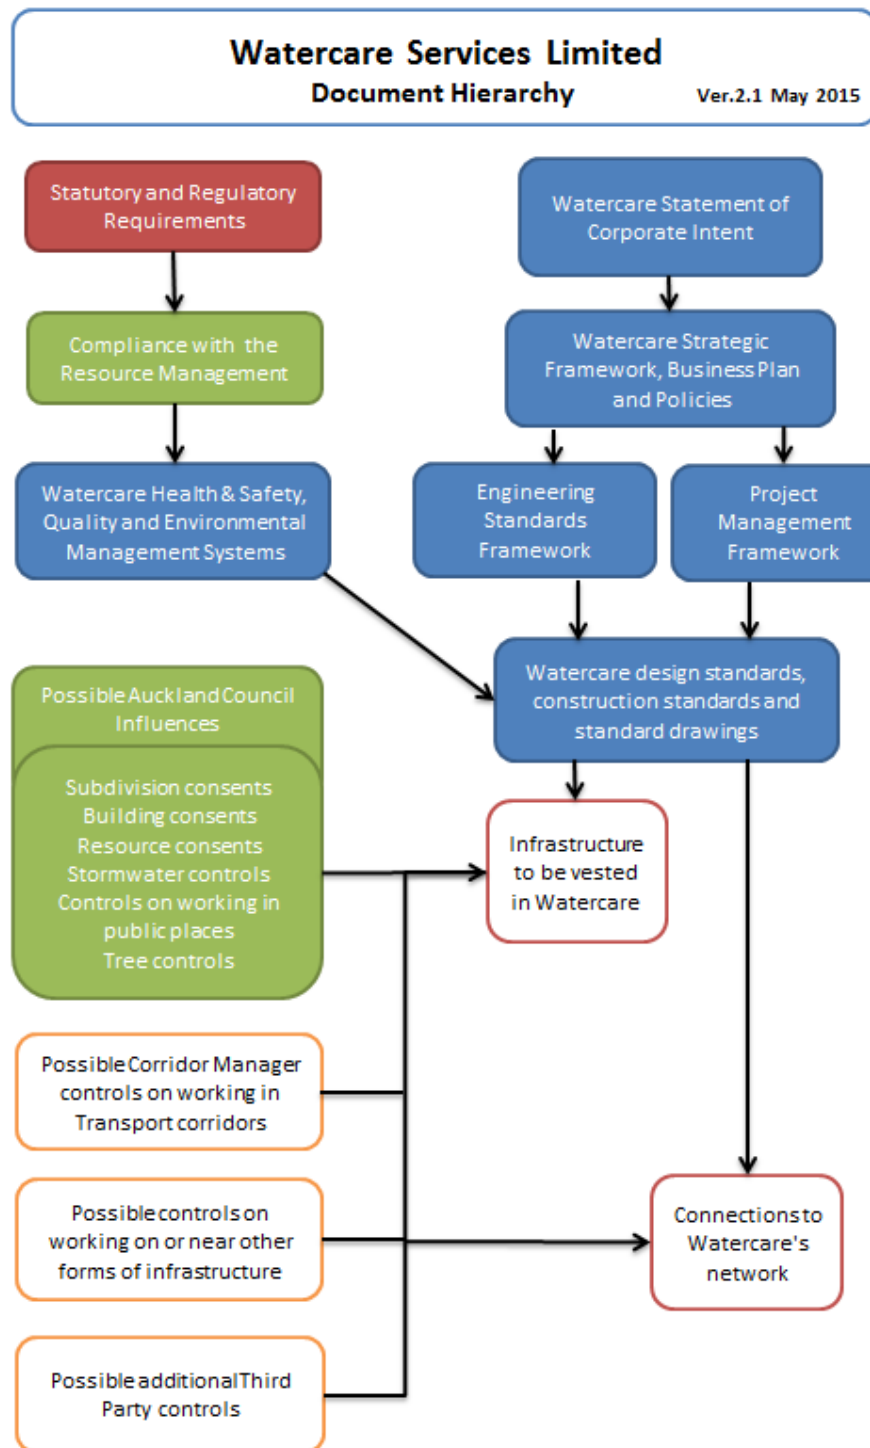 Watercare Services Limited
Document Hierarchy
Ver.2.1 May 2015
Statutory and Regulatory
Requirements
Watercare Statement of
Corporate Intent
Compliance with the
Resource Management
Watercare Strategic
Framework, Business Plan
and Policies
Watercare Health & Safety,
Quality and Environmental
Management Systems
Engineering
Standards
Framework
Project
Management
Framework
Watercare design standards,
construction standards and
standard drawings
Possible Auckland Council
Influences
Subdivision consents
Building consents
Resource consents
Stormwater controls
Controls on working in
public places
Tree controls
Infrastructure
to be vested
in Watercare
Possible Corridor Manager
controls on working in
Transport corridors
Possible controls on
working on or near other
forms of infrastructure
Connections to
Watercare's
network
Possible additional Third
Party controls